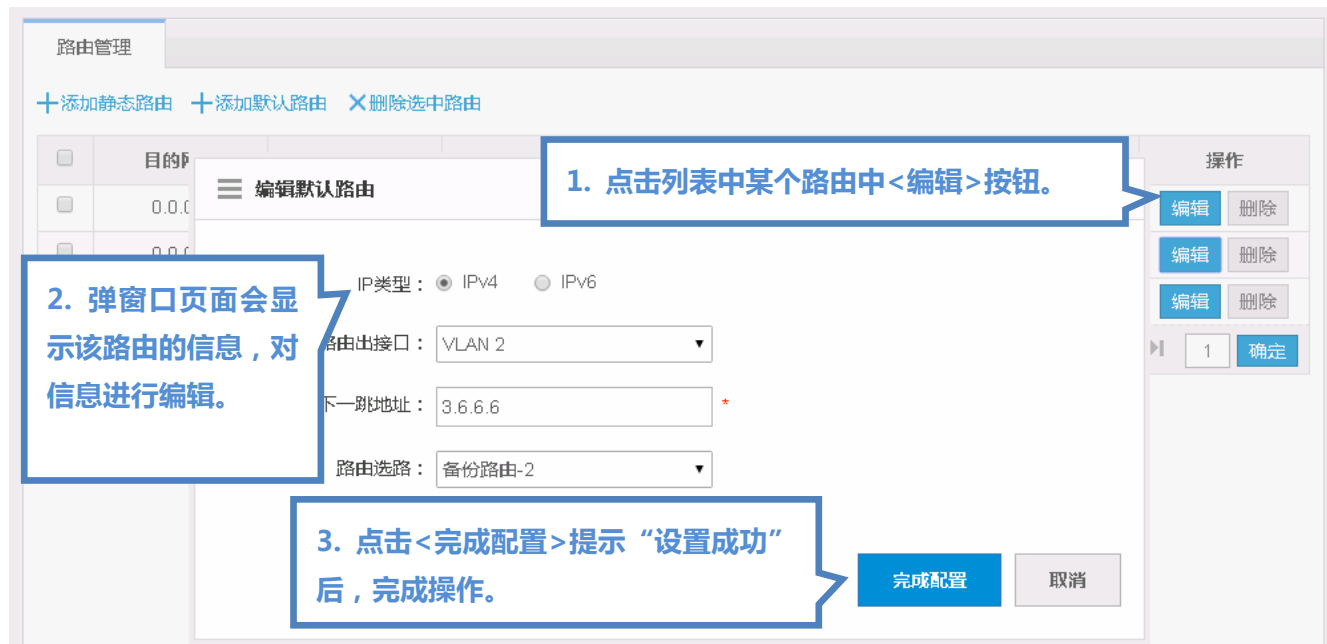 路由管理
添加静态路由 添加默认路由 删除选中路由
目的 操作
1. 点击列表中某个路由中<编辑>按钮。
编辑默认路由
0.0. 编辑 删除
0.0. 编辑 删除
编辑 删除
2. 弹窗口页面会显
示该路由的信息，对
信息进行编辑。
IP类型： IPv4 IPv6
路由出接口： VLAN 2
1 确定
下一跳地址： 3.6.6.6 *
路由选路： 备份路由-2
3. 点击<完成配置>提示“设置成功”
后，完成操作。
完成配置 取消